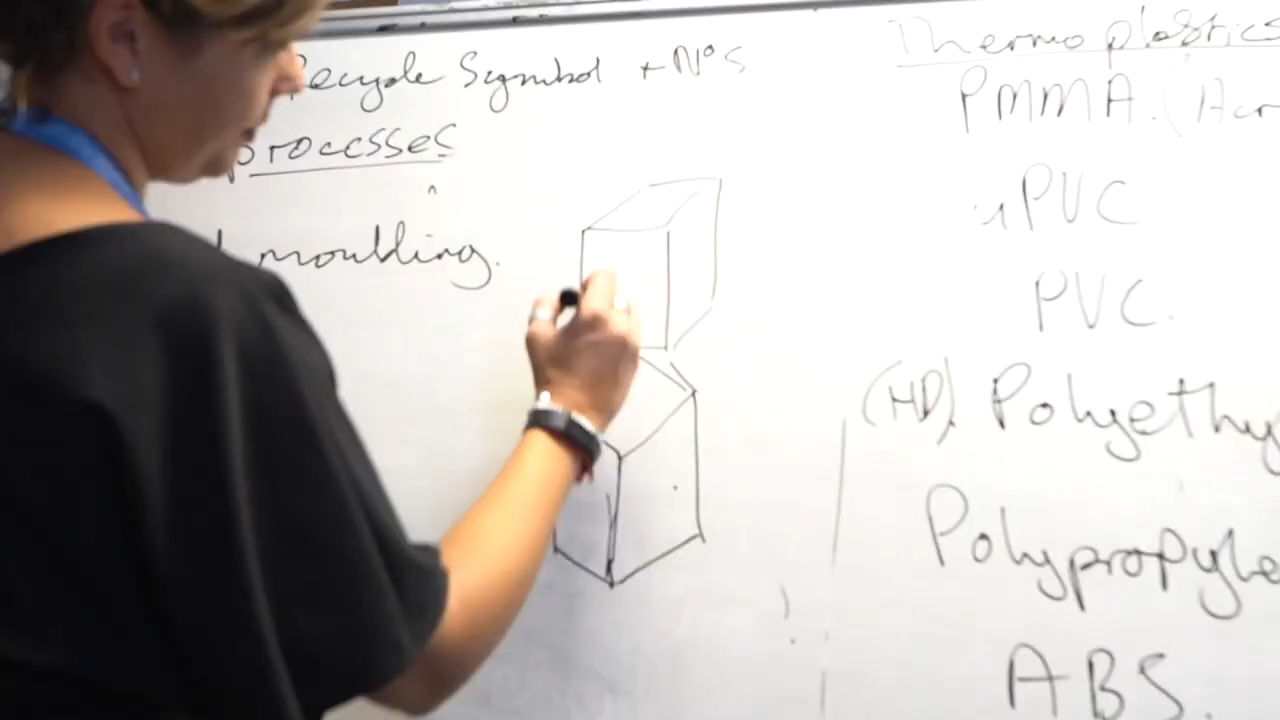 Recycle Symbol + Nºs
processes
moulding.
Thermoplastics
PMMA. (Acr
uPVC
PVC.
(HD). Polyethy
Polypropyle
ABS.